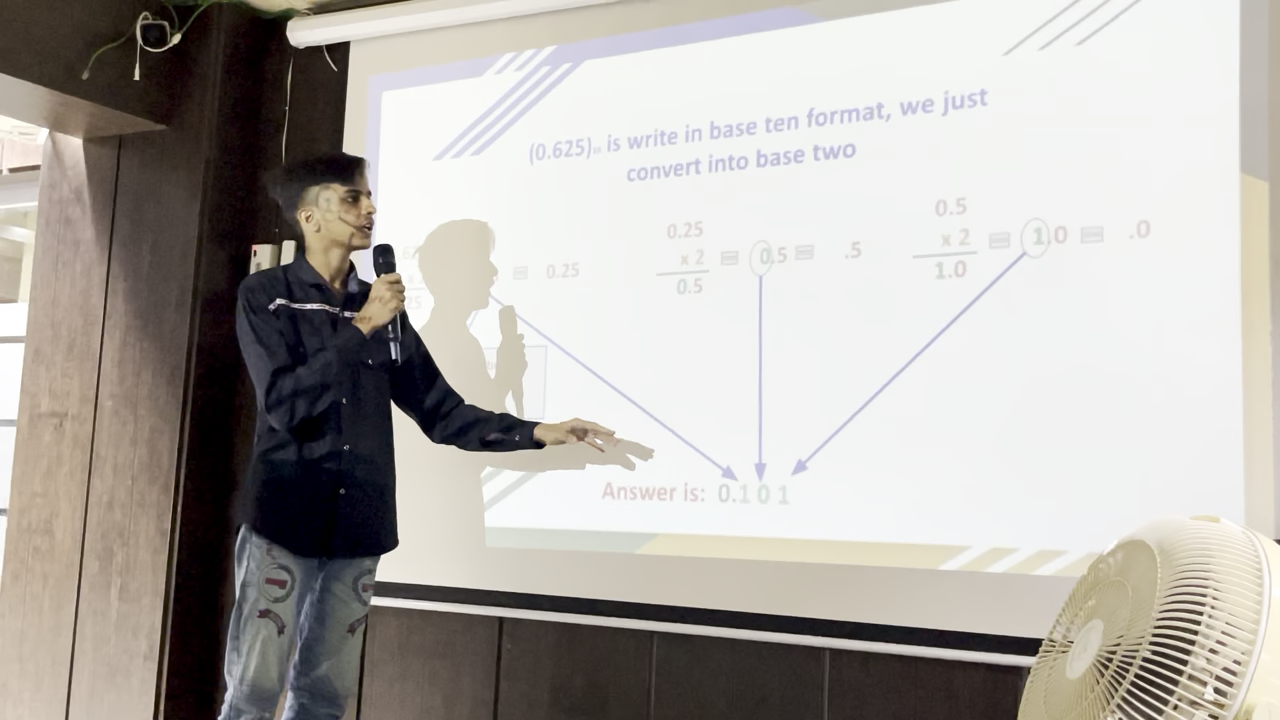 (0.625)₁₀ is write in base ten format, we just
convert into base two
= 0.25
0.25
x 2
0.5
= 0.5 = .5
0.5
x 2
1.0
= 1.0 = .0
Answer is: 0.1 0 1